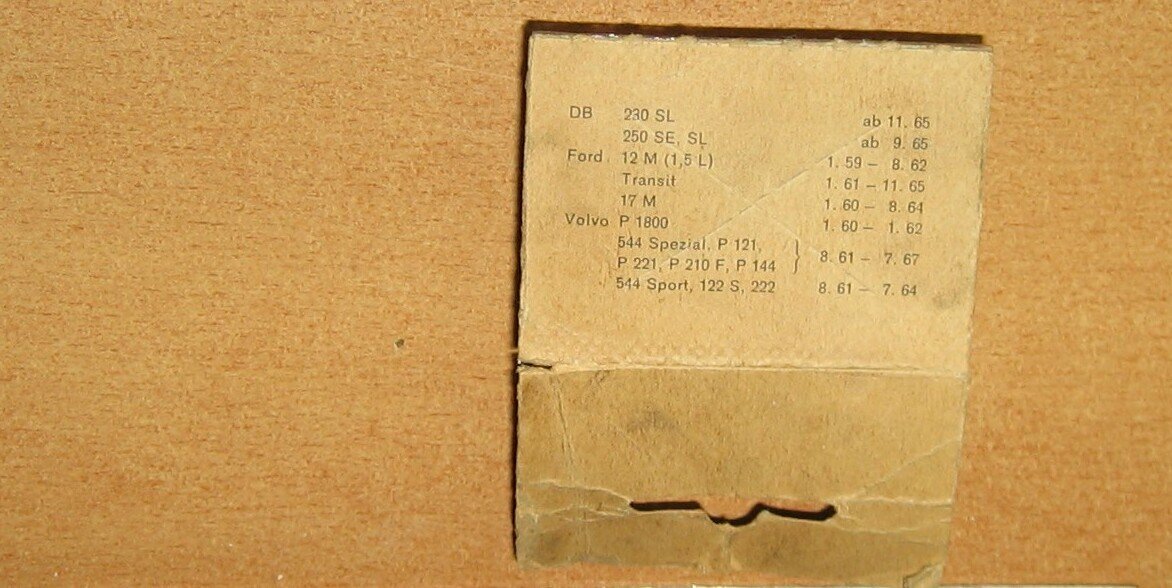 DB 230 SL ab 11. 65
250 SE, SL ab 9. 65
Ford 12 M (1,5 L) 1. 59 – 8. 62
Transit 1. 61 – 11. 65
17 M 1. 60 – 8. 64
Volvo P 1800 1. 60 – 1. 62
544 Spezial, P 121,
P 221, P 210 F, P 144 } 8. 61 – 7. 67
544 Sport, 122 S, 222 8. 61 – 7. 64